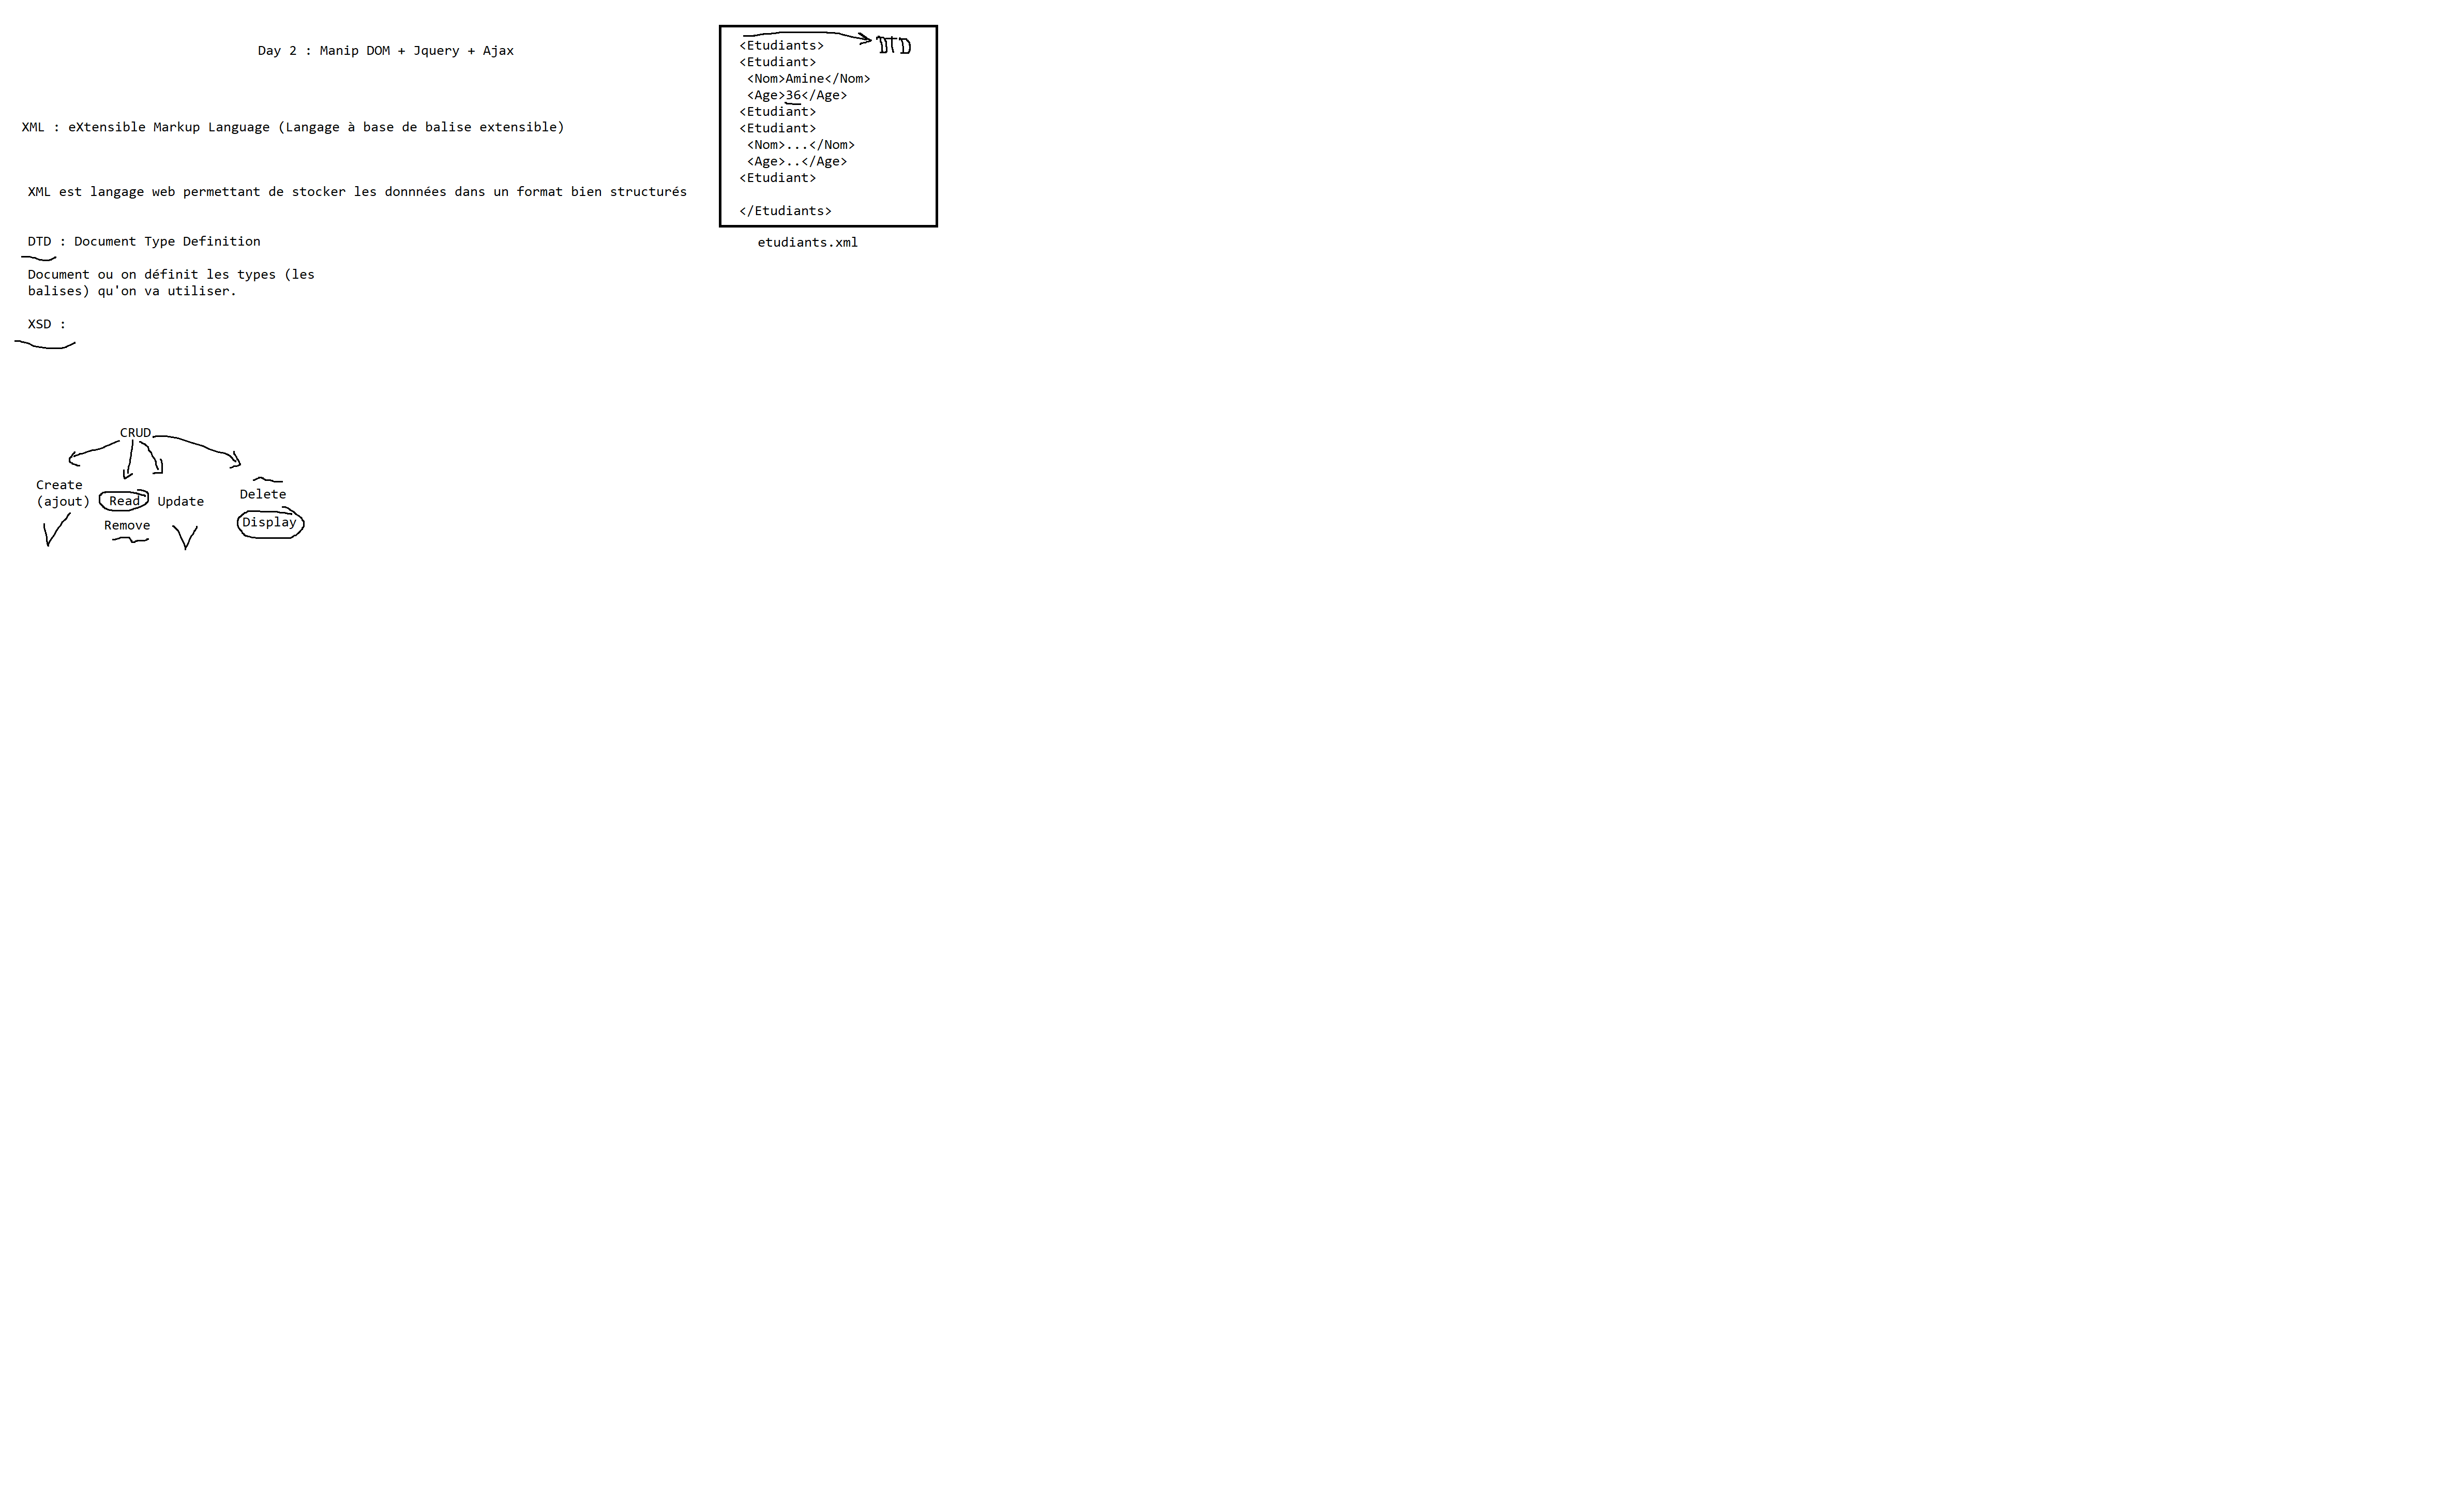 Day 2 : Manip DOM + Jquery + Ajax
XML : eXtensible Markup Language (Langage à base de balise extensible)
XML est langage web permettant de stocker les donnnées dans un format bien structurés
DTD : Document Type Definition
Document ou on définit les types (les
balises) qu'on va utiliser.
XSD :
DTD
<Etudiants>
<Etudiant>
<Nom>Amine</Nom>
<Age>36</Age>
<Etudiant>
<Etudiant>
<Nom>...</Nom>
<Age>..</Age>
<Etudiant>
</Etudiants>
etudiants.xml
CRUD
Create
(ajout)
Read
Remove
Update
Delete
Display